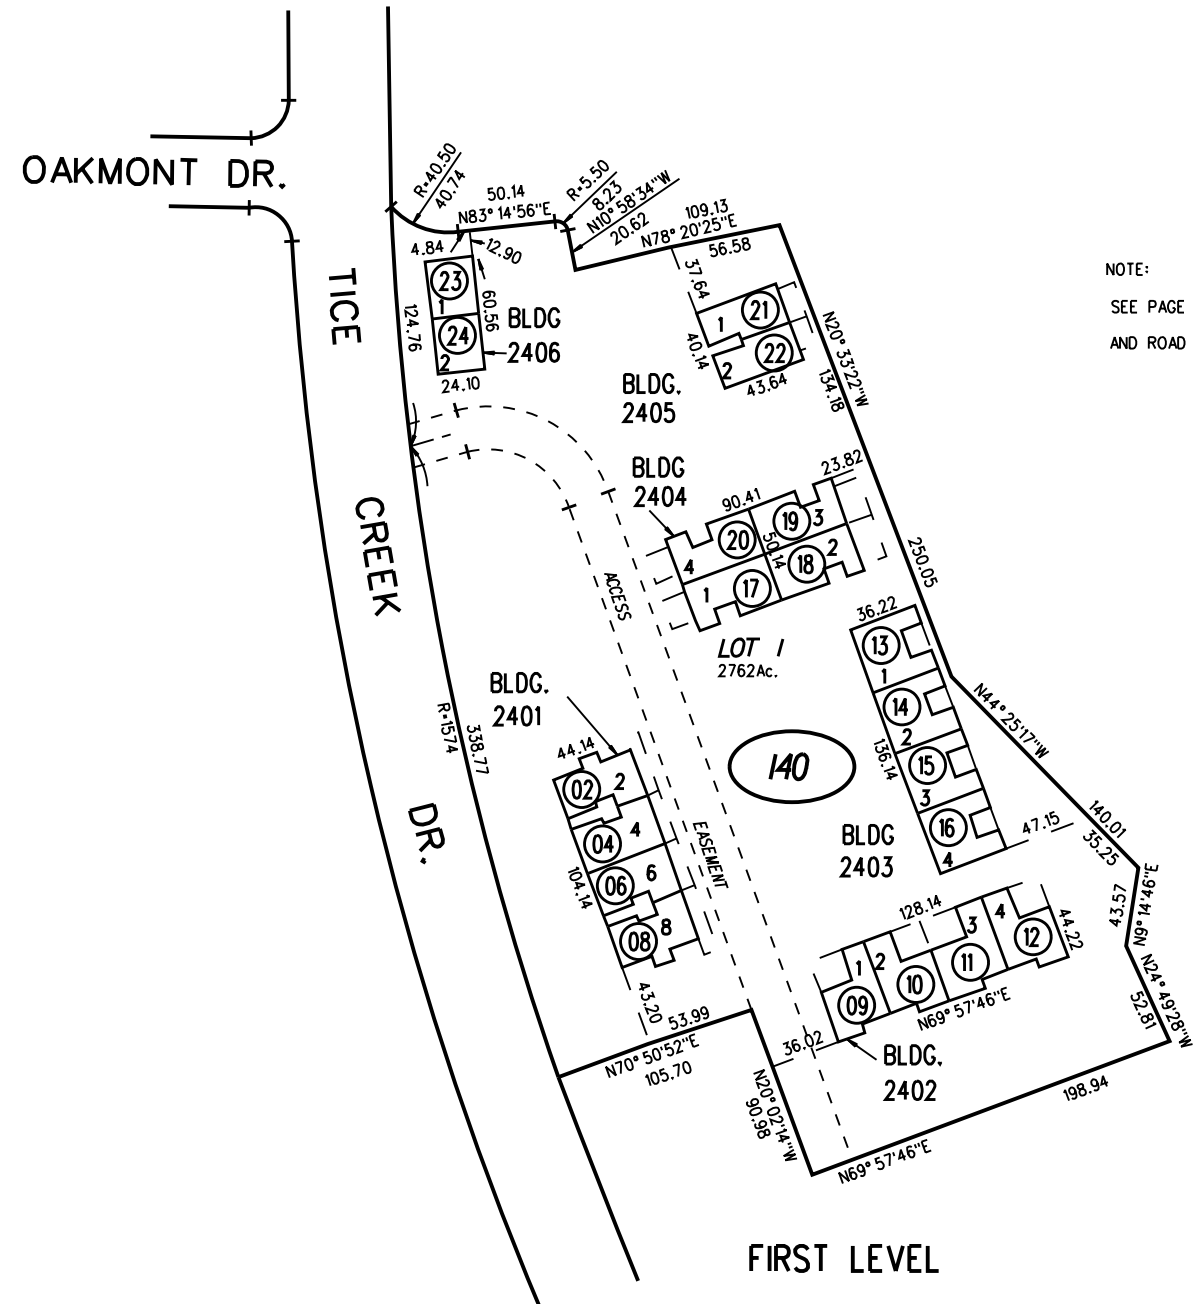 OAKMONT DR.
R=40.50
40.74
50.14
N83° 14'56"E
R=5.50
8.23
N10° 58'34"W
20.62
109.13
N78° 20'25"E
56.58
4.84
12.90
23
1
24
2
60.56
24.10
124.76
BLDG
2406
TICE
CREEK
DR.
37.64
1
21
40.14
2
22
43.64
BLDG.
2405
N20° 33'22"W
134.18
250.05
NOTE:
SEE PAGE
AND ROAD
BLDG
2404
90.41
23.82
20
19
3
4
50.14
18
2
1
17
ACCESS
EASEMENT
LOT 1
2762Ac.
140
36.22
13
1
14
2
15
3
16
4
136.14
BLDG
2403
47.15
N44° 25'17"W
140.01
35.25
43.57
N9° 14'46"E
N24° 49'28"W
52.81
BLDG.
2401
44.14
02
2
04
4
06
6
08
8
104.14
43.20
R=1574
338.77
53.99
N70° 50'52"E
105.70
128.14
1
2
3
4
44.22
09
10
11
12
N69° 57'46"E
36.02
BLDG.
2402
N20° 02'14"W
90.98
198.94
N69° 57'46"E
FIRST LEVEL